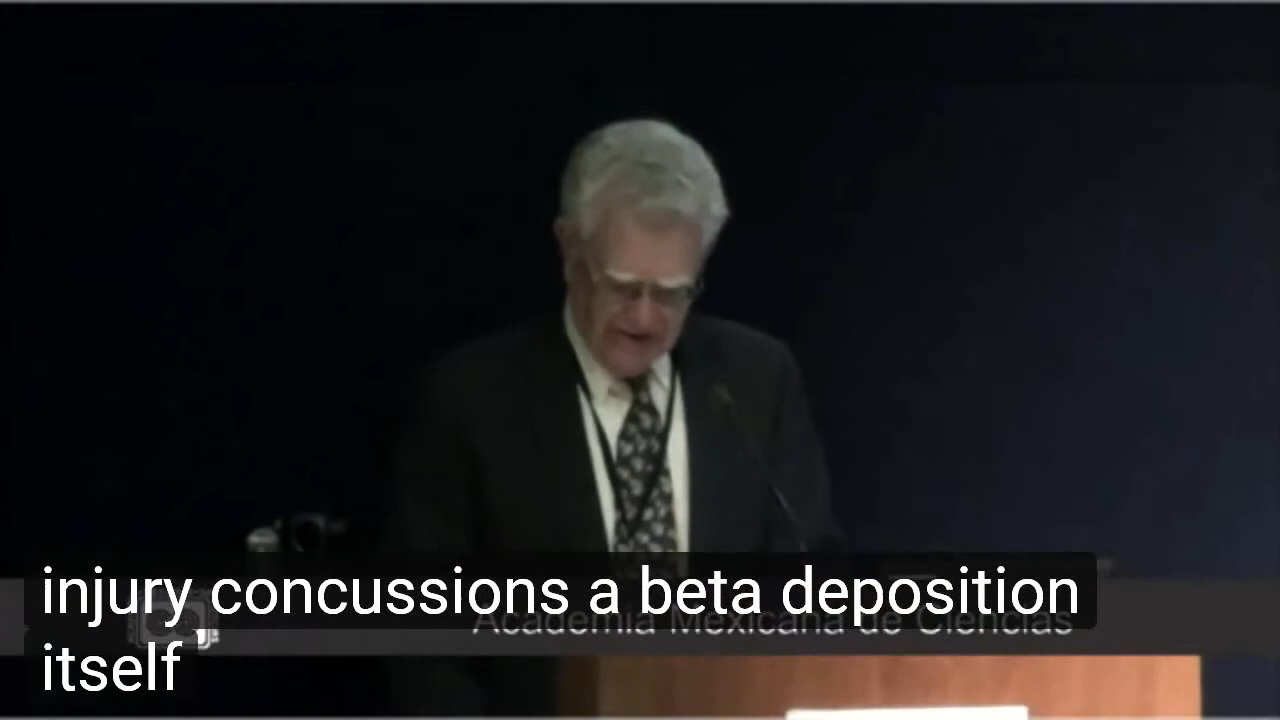 injury concussions a beta deposition
Academia Mexicana de Ciencias
itself